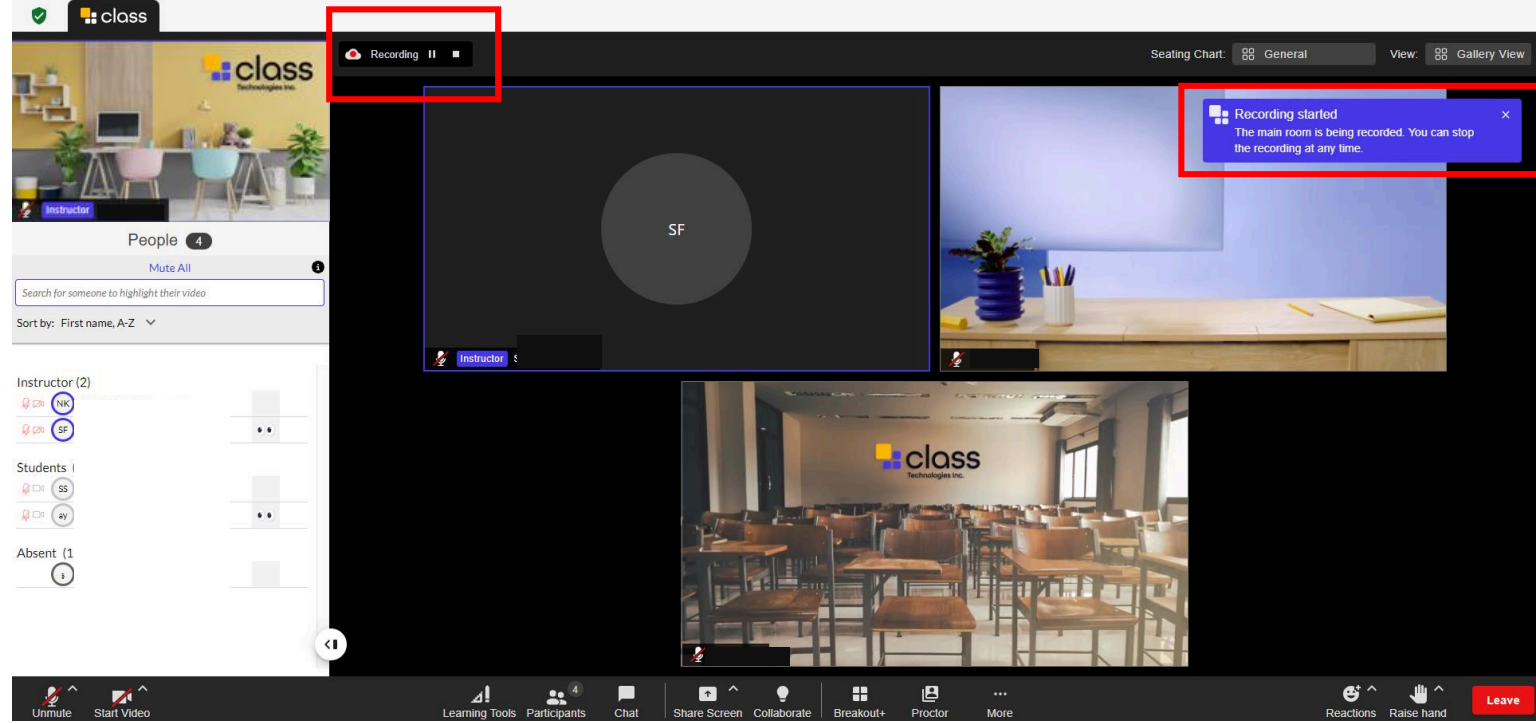 class
Recording
Seating Chart: General View: Gallery View
class
Technologies Inc.
Instructor
People 4
Mute All
Search for someone to highlight their video
Sort by: First name, A-Z
Instructor (2)
NK
SF
Students (
SS
ay
Absent (1
s
SF
Instructor S
Recording started
The main room is being recorded. You can stop
the recording at any time.
class
Technologies Inc.
Unmute Start Video Learning Tools Participants 4 Chat Share Screen Collaborate Breakout+ Proctor More Reactions Raise hand Leave